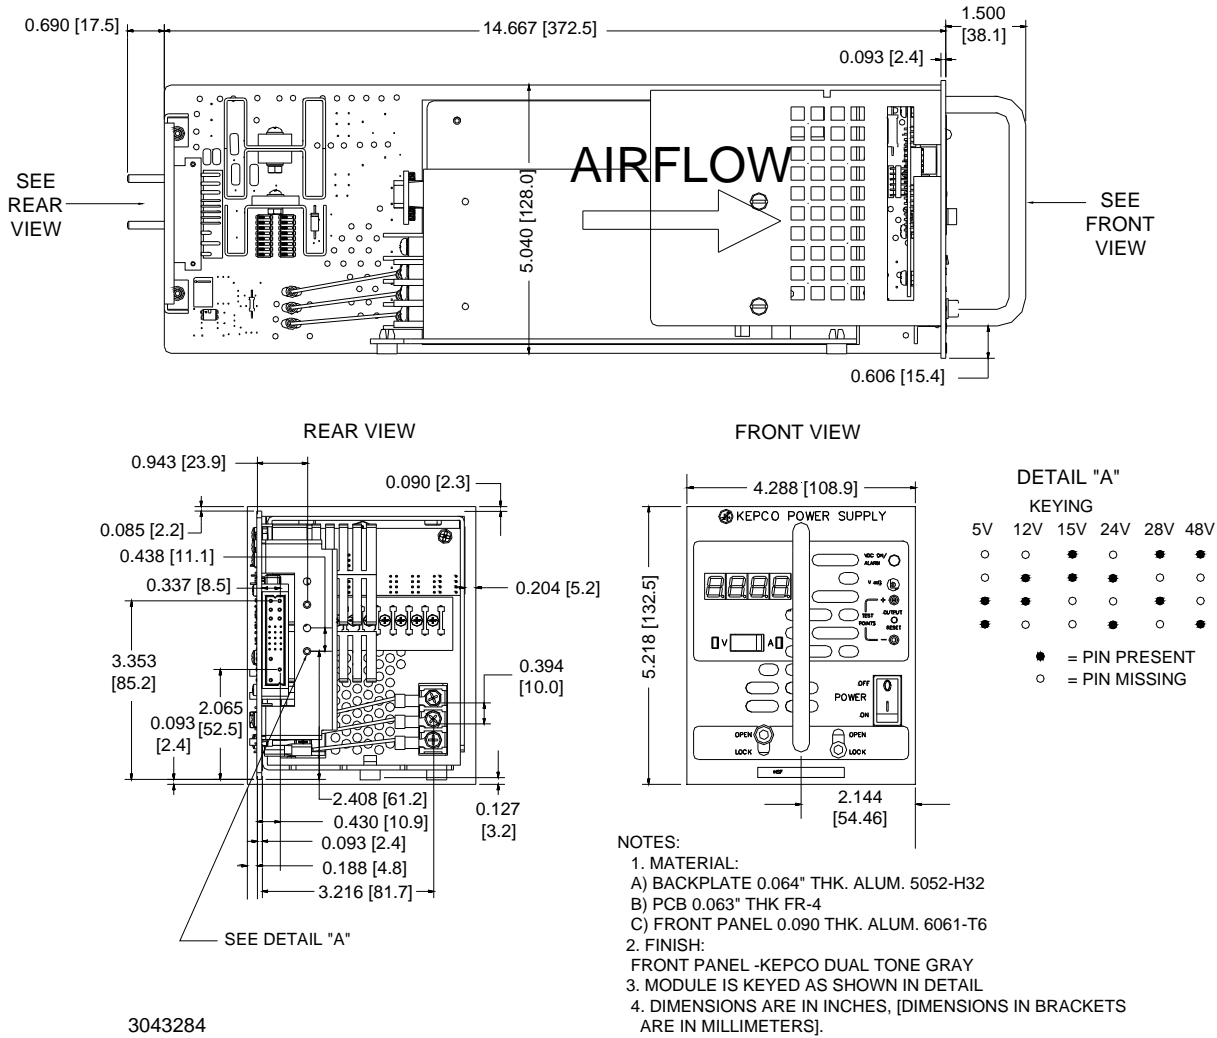 0.690 [17.5]
14.667 [372.5]
1.500
[38.1]
0.093 [2.4]
AIRFLOW
5.040 [128.0]
SEE
REAR
VIEW
SEE
FRONT
VIEW
0.606 [15.4]
REAR VIEW
0.943 [23.9]
0.090 [2.3]
0.085 [2.2]
0.438 [11.1]
0.337 [8.5]
0.204 [5.2]
3.353
[85.2]
2.065
[52.5]
0.093
[2.4]
0.394
[10.0]
2.408 [61.2]
0.430 [10.9]
0.093 [2.4]
0.188 [4.8]
3.216 [81.7]
0.127
[3.2]
SEE DETAIL "A"
FRONT VIEW
4.288 [108.9]
5.218 [132.5]
KEPCO POWER SUPPLY
VDC ON/
ALARM
V adj
8888
+
OUTPUT
TEST
POINTS
RESET
−
V
A
OFF
POWER
ON
O
I
OPEN
LOCK
OPEN
LOCK
2.144
[54.46]
DETAIL "A"
KEYING
5V 12V 15V 24V 28V 48V
= PIN PRESENT
= PIN MISSING
NOTES:
1. MATERIAL:
A) BACKPLATE 0.064" THK. ALUM. 5052-H32
B) PCB 0.063" THK FR-4
C) FRONT PANEL 0.090 THK. ALUM. 6061-T6
2. FINISH:
FRONT PANEL -KEPCO DUAL TONE GRAY
3. MODULE IS KEYED AS SHOWN IN DETAIL
4. DIMENSIONS ARE IN INCHES, [DIMENSIONS IN BRACKETS
ARE IN MILLIMETERS].
3043284